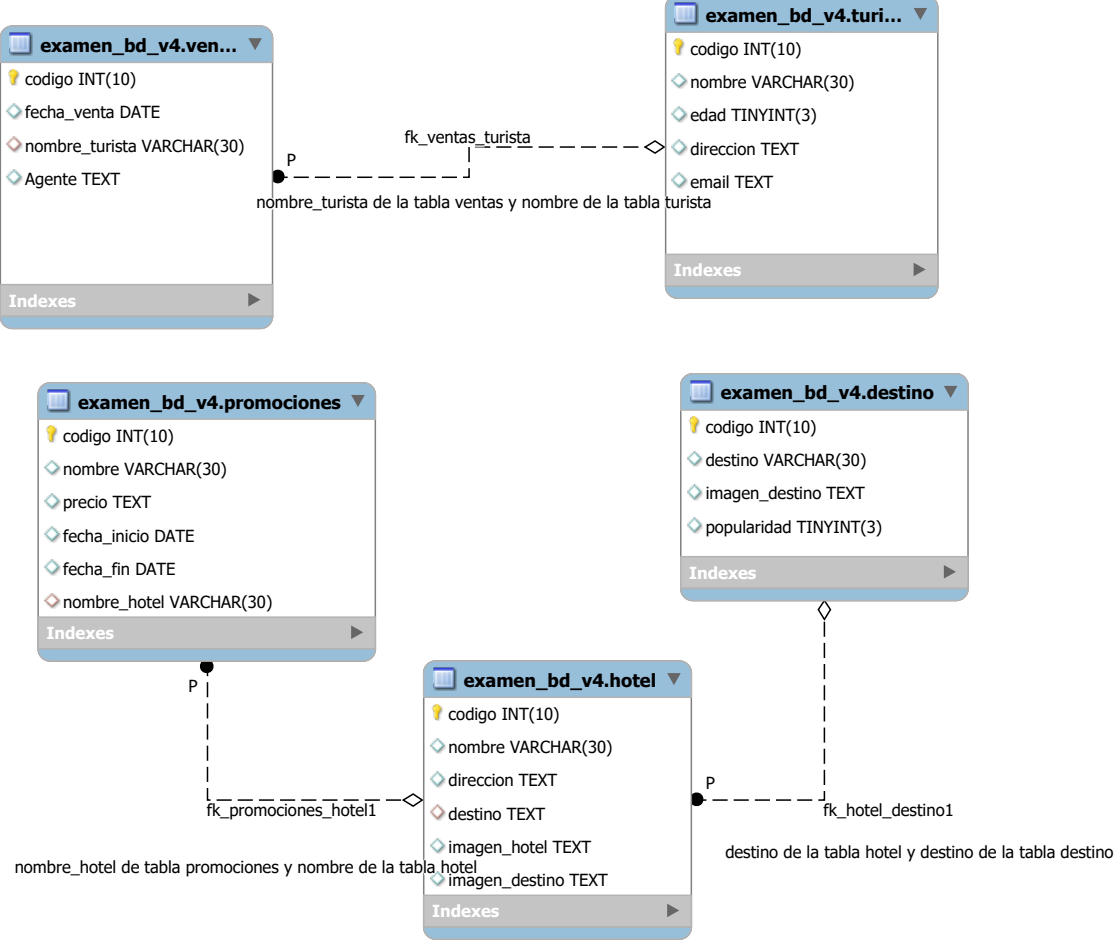 examen_bd_v4.ven...
codigo INT(10)
fecha_venta DATE
nombre_turista VARCHAR(30)
Agente TEXT
Indexes
P
fk_ventas_turista
nombre_turista de la tabla ventas y nombre de la tabla turista
examen_bd_v4.turi...
codigo INT(10)
nombre VARCHAR(30)
edad TINYINT(3)
direccion TEXT
email TEXT
Indexes
examen_bd_v4.promociones
codigo INT(10)
nombre VARCHAR(30)
precio TEXT
fecha_inicio DATE
fecha_fin DATE
nombre_hotel VARCHAR(30)
Indexes
P
fk_promociones_hotel1
nombre_hotel de tabla promociones y nombre de la tabla hotel
examen_bd_v4.destino
codigo INT(10)
destino VARCHAR(30)
imagen_destino TEXT
popularidad TINYINT(3)
Indexes
examen_bd_v4.hotel
codigo INT(10)
nombre VARCHAR(30)
direccion TEXT
destino TEXT
imagen_hotel TEXT
imagen_destino TEXT
Indexes
P
fk_hotel_destino1
destino de la tabla hotel y destino de la tabla destino